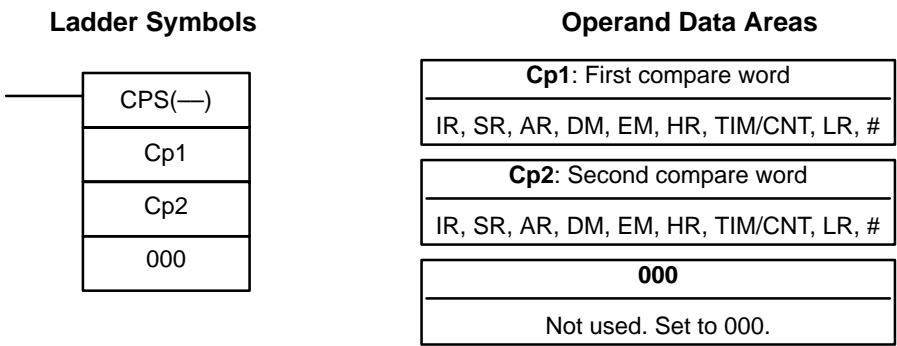 Ladder Symbols
CPS(––)
Cp1
Cp2
000
Operand Data Areas
Cp1: First compare word
IR, SR, AR, DM, EM, HR, TIM/CNT, LR, #
Cp2: Second compare word
IR, SR, AR, DM, EM, HR, TIM/CNT, LR, #
000
Not used. Set to 000.